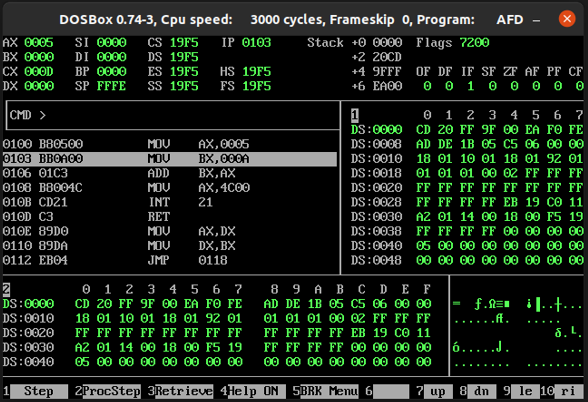 DOSBox 0.74-3, Cpu speed: 3000 cycles, Frameskip 0, Program: AFD
AX 0005 SI 0000 CS 19F5 IP 0103 Stack +0 0000 Flags 7200
BX 0000 DI 0000 DS 19F5 +2 20CD
CX 000D BP 0000 ES 19F5 HS 19F5 +4 9FFF OF DF IF SF ZF AF PF CF
DX 0000 SP FFFE SS 19F5 FS 19F5 +6 EA00 0 0 1 0 0 0 0 0
CMD > 1 0 1 2 3 4 5 6 7
DS:0000 CD 20 FF 9F 00 EA F0 FE
DS:0008 AD DE 1B 05 C5 06 00 00
0100 B80500 MOV AX,0005 DS:0010 18 01 10 01 18 01 92 01
0103 BB0A00 MOV BX,000A DS:0018 01 01 01 00 02 FF FF FF
0106 01C3 ADD BX,AX DS:0020 FF FF FF FF FF FF FF FF
0108 B8004C MOV AX,4C00 DS:0028 FF FF FF FF EB 19 C0 11
010B CD21 INT 21 DS:0030 A2 01 14 00 18 00 F5 19
010D C3 RET DS:0038 FF FF FF FF 00 00 00 00
010E 89D0 MOV AX,DX DS:0040 05 00 00 00 00 00 00 00
0110 89DA MOV DX,BX DS:0048 00 00 00 00 00 00 00 00
0112 EB04 JMP 0118
2 0 1 2 3 4 5 6 7 8 9 A B C D E F
DS:0000 CD 20 FF 9F 00 EA F0 FE AD DE 1B 05 C5 06 00 00
DS:0010 18 01 10 01 18 01 92 01 01 01 01 00 02 FF FF FF
DS:0020 FF FF FF FF FF FF FF FF FF FF FF FF EB 19 C0 11
DS:0030 A2 01 14 00 18 00 F5 19 FF FF FF FF 00 00 00 00
DS:0040 05 00 00 00 00 00 00 00 00 00 00 00 00 00 00 00
1 Step 2 ProcStep 3 Retrieve 4 Help ON 5 BRK Menu 6 7 up 8 dn 9 le 10 ri